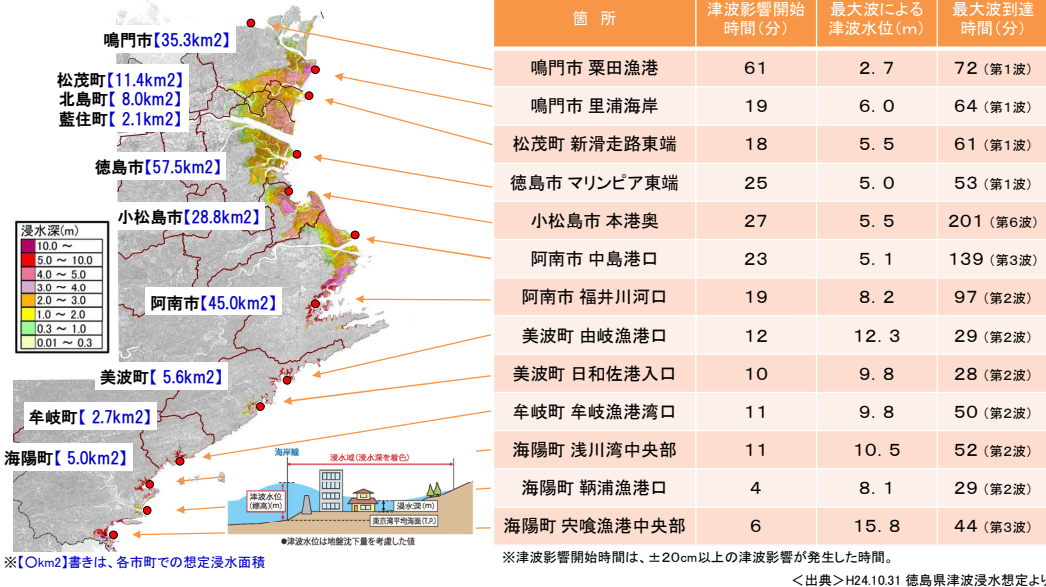 鳴門市【35.3km2】
松茂町【11.4km2】
北島町【 8.0km2】
藍住町【 2.1km2】
徳島市【57.5km2】
小松島市【28.8km2】
浸水深(m)
10.0 ~
5.0 ~ 10.0
4.0 ~ 5.0
3.0 ~ 4.0
2.0 ~ 3.0
1.0 ~ 2.0
0.3 ~ 1.0
0.01 ~ 0.3
阿南市【45.0km2】
美波町【 5.6km2】
牟岐町【 2.7km2】
海陽町【 5.0km2】
海岸線
浸水域(浸水深を着色)
津波水位
(標高)(m)
浸水深(m)
東京湾平均海面(T.P.)
●津波水位は地盤沈下量を考慮した値
※【〇km2】書きは、各市町での想定浸水面積
箇 所 津波影響開始時間(分) 最大波による津波水位(m) 最大波到達時間(分)
鳴門市 粟田漁港 61 2.7 72 (第1波)
鳴門市 里浦海岸 19 6.0 64 (第1波)
松茂町 新滑走路東端 18 5.5 61 (第1波)
徳島市 マリンピア東端 25 5.0 53 (第1波)
小松島市 本港奥 27 5.5 201 (第6波)
阿南市 中島港口 23 5.1 139 (第3波)
阿南市 福井川河口 19 8.2 97 (第2波)
美波町 由岐漁港口 12 12.3 29 (第2波)
美波町 日和佐港入口 10 9.8 28 (第2波)
牟岐町 牟岐漁港湾口 11 9.8 50 (第2波)
海陽町 浅川湾中央部 11 10.5 52 (第2波)
海陽町 鞆浦漁港口 4 8.1 29 (第2波)
海陽町 宍喰漁港中央部 6 15.8 44 (第3波)
※津波影響開始時間は、±20cm以上の津波影響が発生した時間。
<出典>H24.10.31 徳島県津波浸水想定より